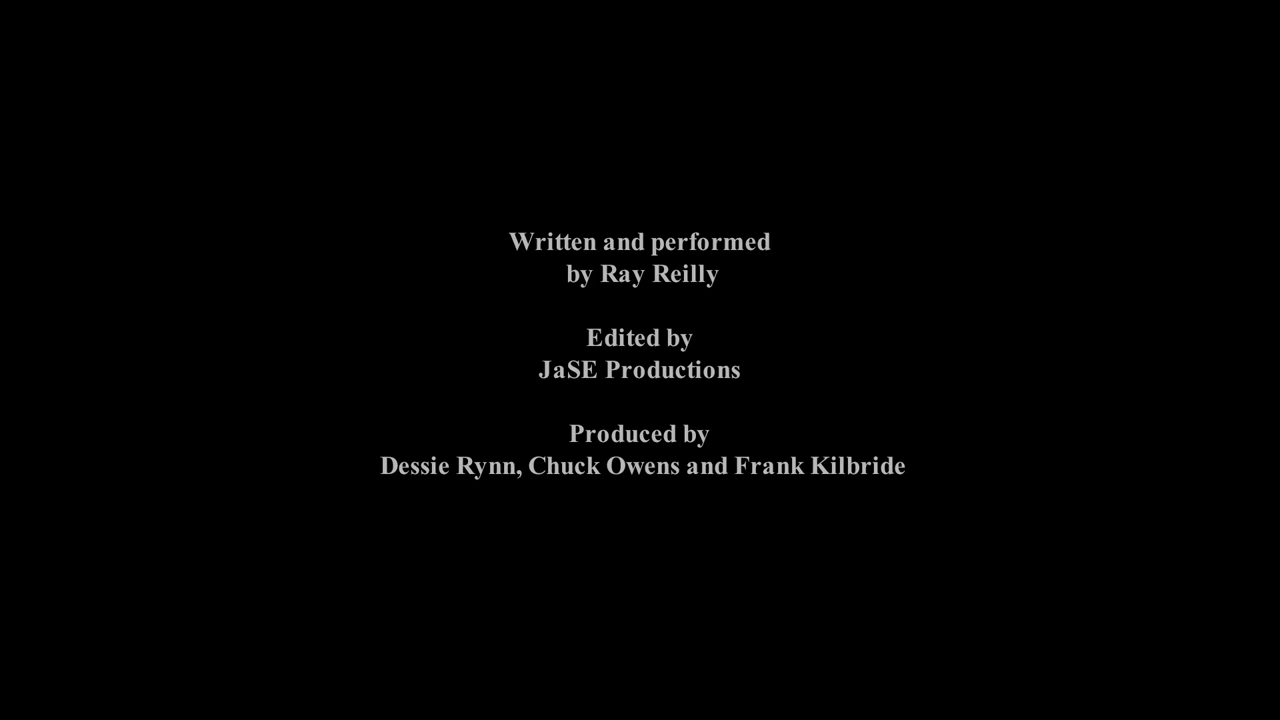 Written and performed
by Ray Reilly
Edited by
JaSE Productions
Produced by
Dessie Rynn, Chuck Owens and Frank Kilbride